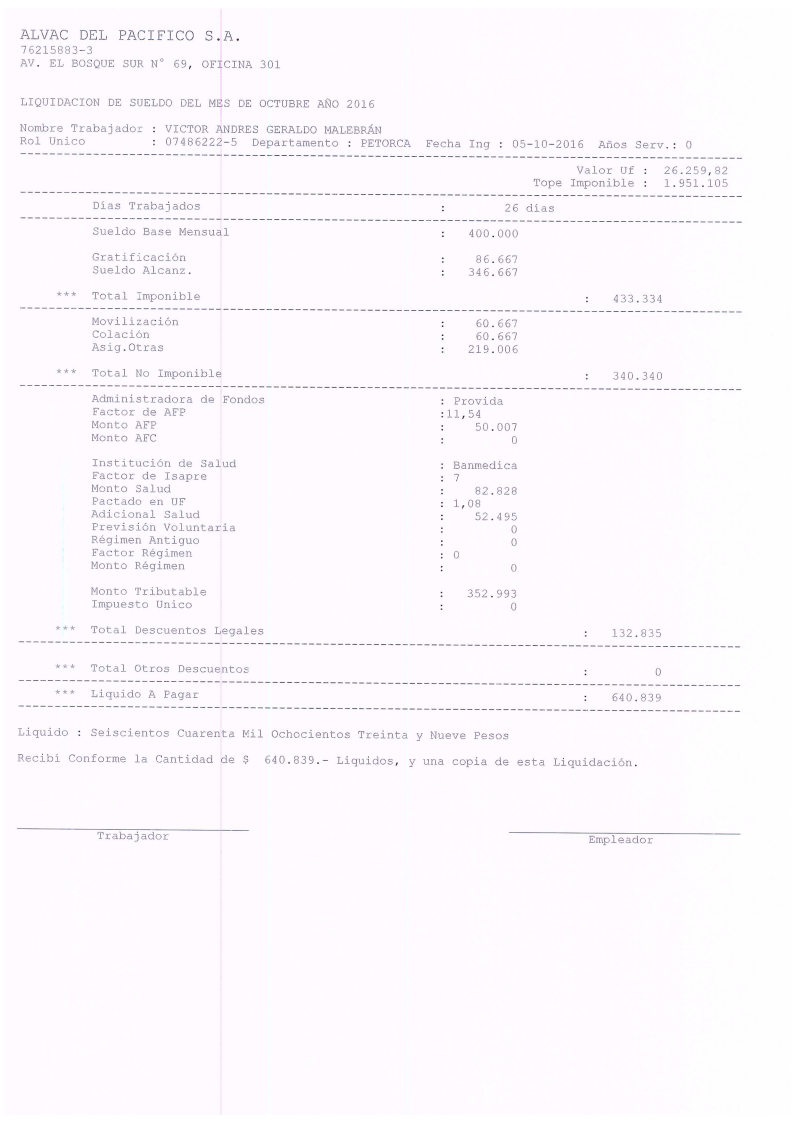 ALVAC DEL PACIFICO S.A.
76215883-3
AV. EL BOSQUE SUR N° 69, OFICINA 301
LIQUIDACION DE SUELDO DEL MES DE OCTUBRE AÑO 2016
Nombre Trabajador : VICTOR ANDRES GERALDO MALEBRÁN
Rol Unico : 07486222-5 Departamento : PETORCA Fecha Ing : 05-10-2016 Años Serv.: 0
Valor Uf : 26.259,82
Tope Imponible : 1.951.105
Días Trabajados : 26 días
Sueldo Base Mensual : 400.000
Gratificación : 86.667
Sueldo Alcanz. : 346.667
*** Total Imponible : 433.334
Movilización : 60.667
Colación : 60.667
Asig.Otras : 219.006
*** Total No Imponible : 340.340
Administradora de Fondos : Provida
Factor de AFP :11,54
Monto AFP : 50.007
Monto AFC : 0
Institución de Salud : Banmedica
Factor de Isapre : 7
Monto Salud : 82.828
Pactado en UF : 1,08
Adicional Salud : 52.495
Previsión Voluntaria : 0
Régimen Antiguo : 0
Factor Régimen : 0
Monto Régimen : 0
Monto Tributable : 352.993
Impuesto Unico : 0
*** Total Descuentos Legales : 132.835
*** Total Otros Descuentos : 0
*** Liquido A Pagar : 640.839
Liquido : Seiscientos Cuarenta Mil Ochocientos Treinta y Nueve Pesos
Recibí Conforme la Cantidad de $ 640.839.- Liquidos, y una copia de esta Liquidación.
Trabajador Empleador